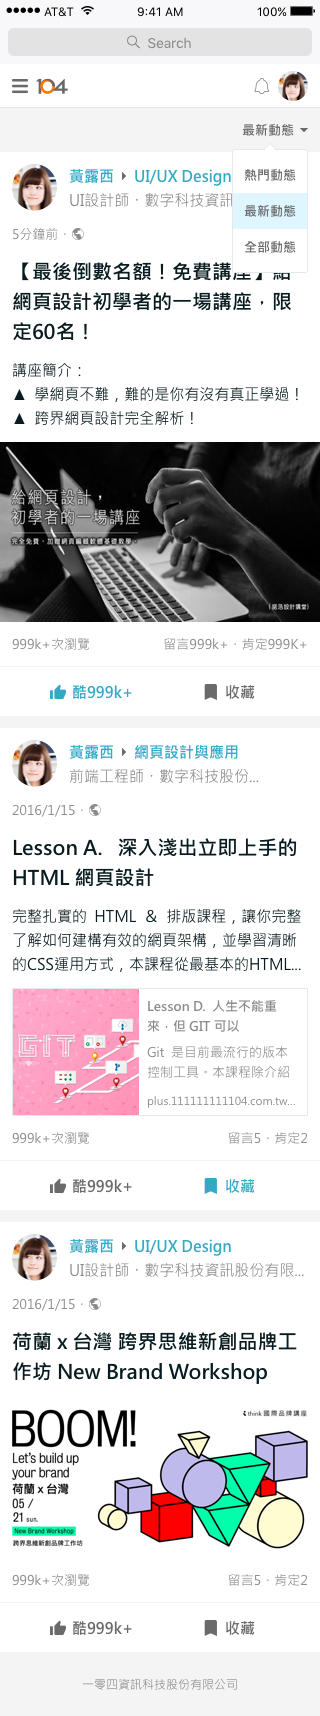 AT&T 9:41 AM 100%
Search
104
最新動態
熱門動態
最新動態
全部動態
黃露西 UI/UX Design
UI設計師．數字科技資訊
5分鐘前．
【最後倒數名額！免費講座】給
網頁設計初學者的一場講座，限
定60名！
講座簡介：
▲ 學網頁不難，難的是你有沒有真正學過！
▲ 跨界網頁設計完全解析！
給網頁設計，
初學者的一場講座
完全免費、加贈網頁編輯軟體基礎教學。
999k+次瀏覽 留言999k+．肯定999K+
酷999k+ 收藏
黃露西 網頁設計與應用
前端工程師．數字科技股份...
2016/1/15．
Lesson A. 深入淺出立即上手的
HTML 網頁設計
完整扎實的 HTML & 排版課程，讓你完整
了解如何建構有效的網頁架構，並學習清晰
的CSS運用方式，本課程從最基本的HTML...
GIT
Lesson D. 人生不能重
來，但 GIT 可以
Git 是目前最流行的版本
控制工具。本課程除介紹
plus.111111111104.com.tw...
999k+次瀏覽 留言5．肯定2
酷999k+ 收藏
黃露西 UI/UX Design
UI設計師．數字科技資訊股份有限...
2016/1/15．
荷蘭 x 台灣 跨界思維新創品牌工
作坊 New Brand Workshop
think 國際品牌講座
BOOM!
Let's build up
your brand
荷蘭 x 台灣
05 /
21 sun.
New Brand Workshop
跨界思維新創品牌工作坊
999k+次瀏覽 留言5．肯定2
酷999k+ 收藏
一零四資訊科技股份有限公司